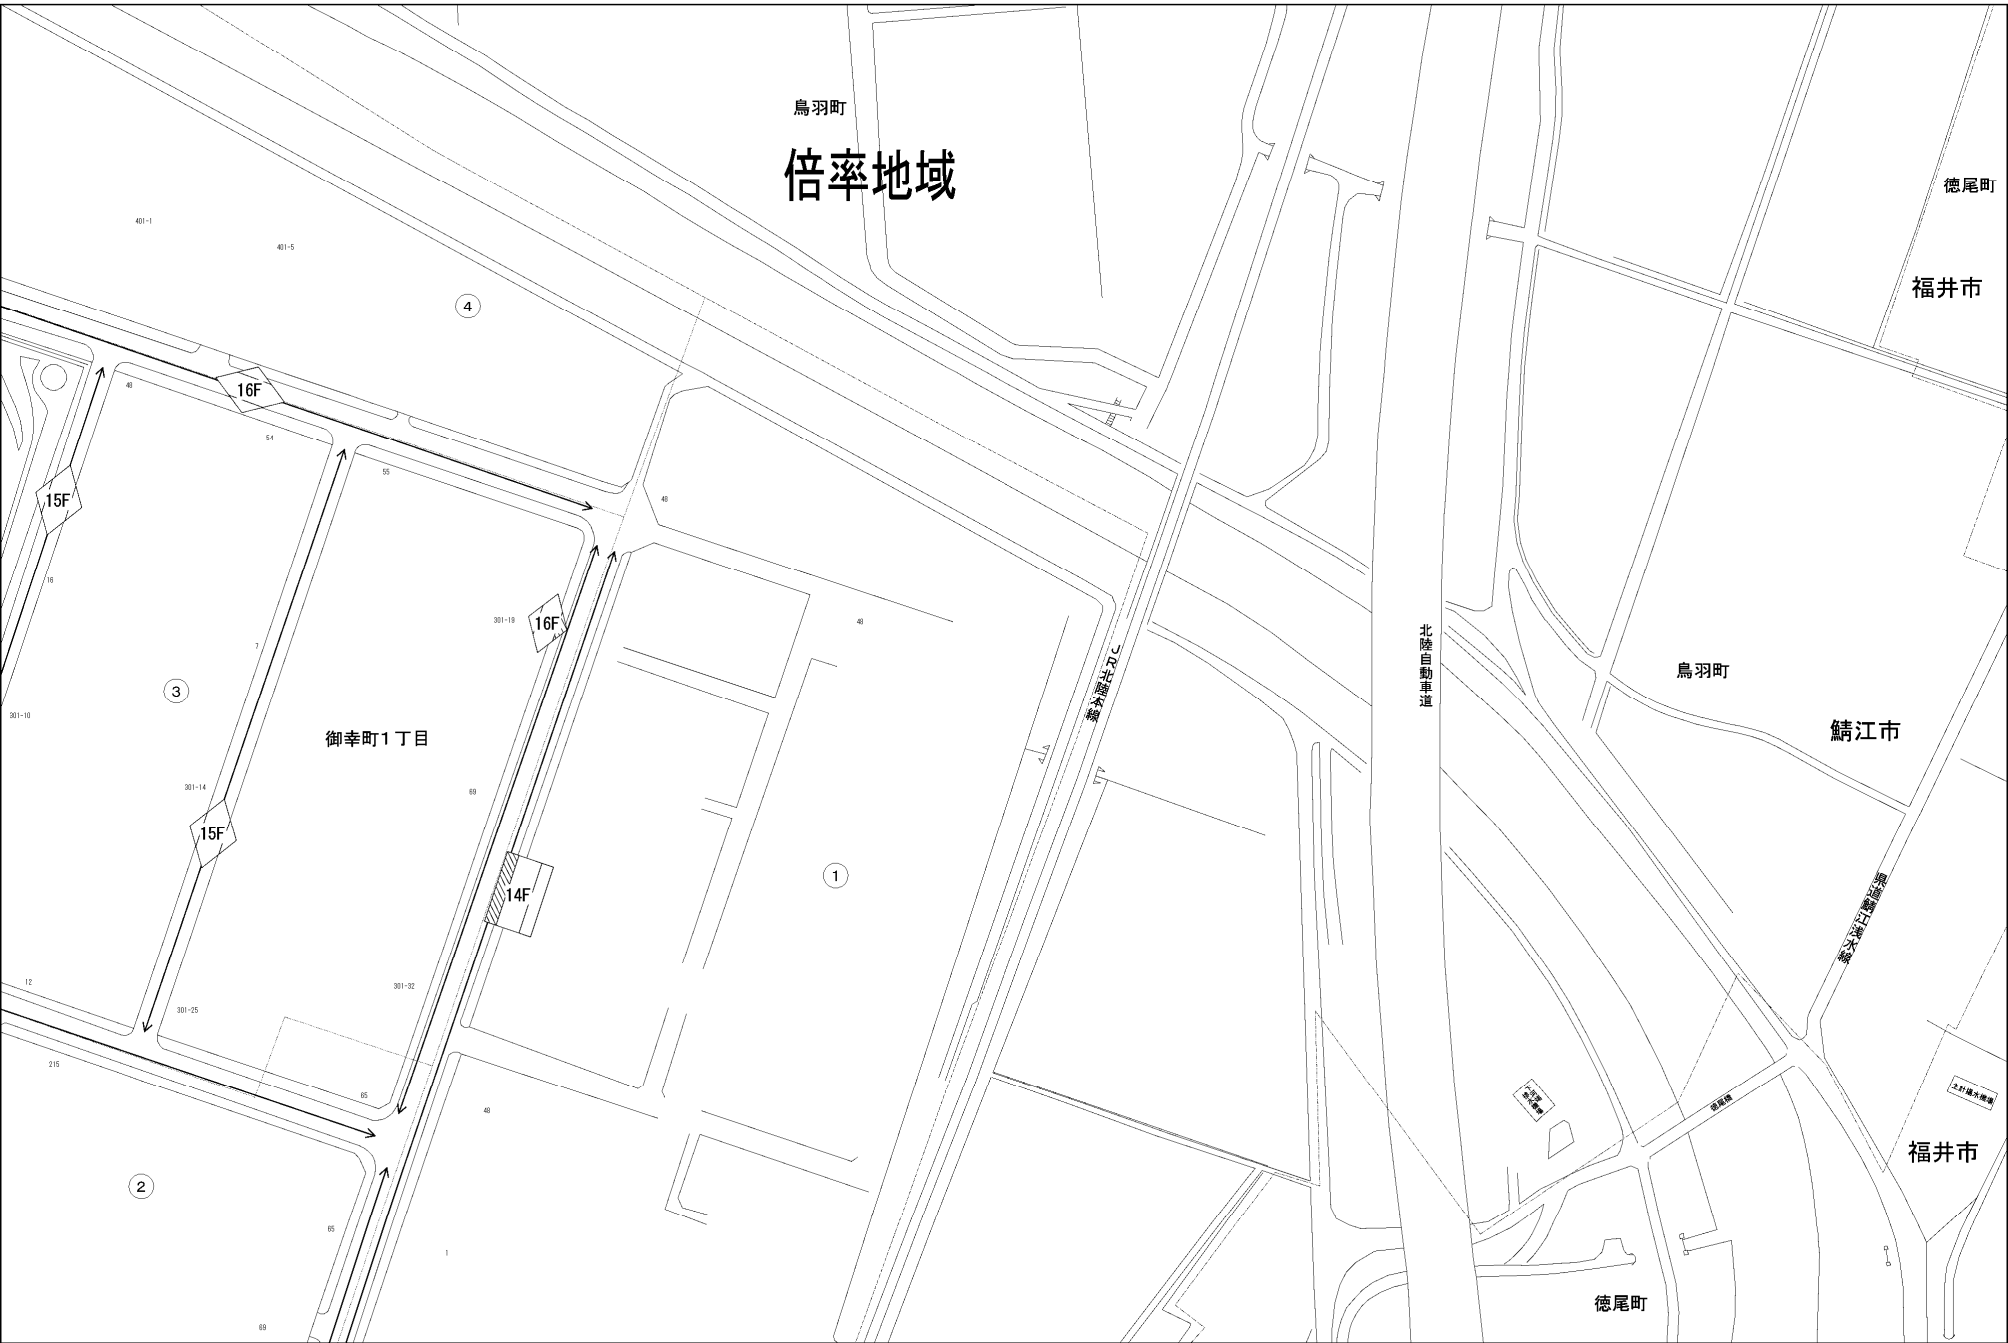 鳥羽町
倍率地域
徳尾町
401-1
401-5
福井市
④
48
16F
54
55
15F
48
16
301-19
16F
48
7
北陸自動車道
鳥羽町
JR北陸本線
③
301-10
鯖江市
御幸町1丁目
301-14
69
15F
①
14F
県道鯖江浅水線
12
301-32
301-25
215
65
徳尾橋
48
福井市
②
65
1
徳尾町
69